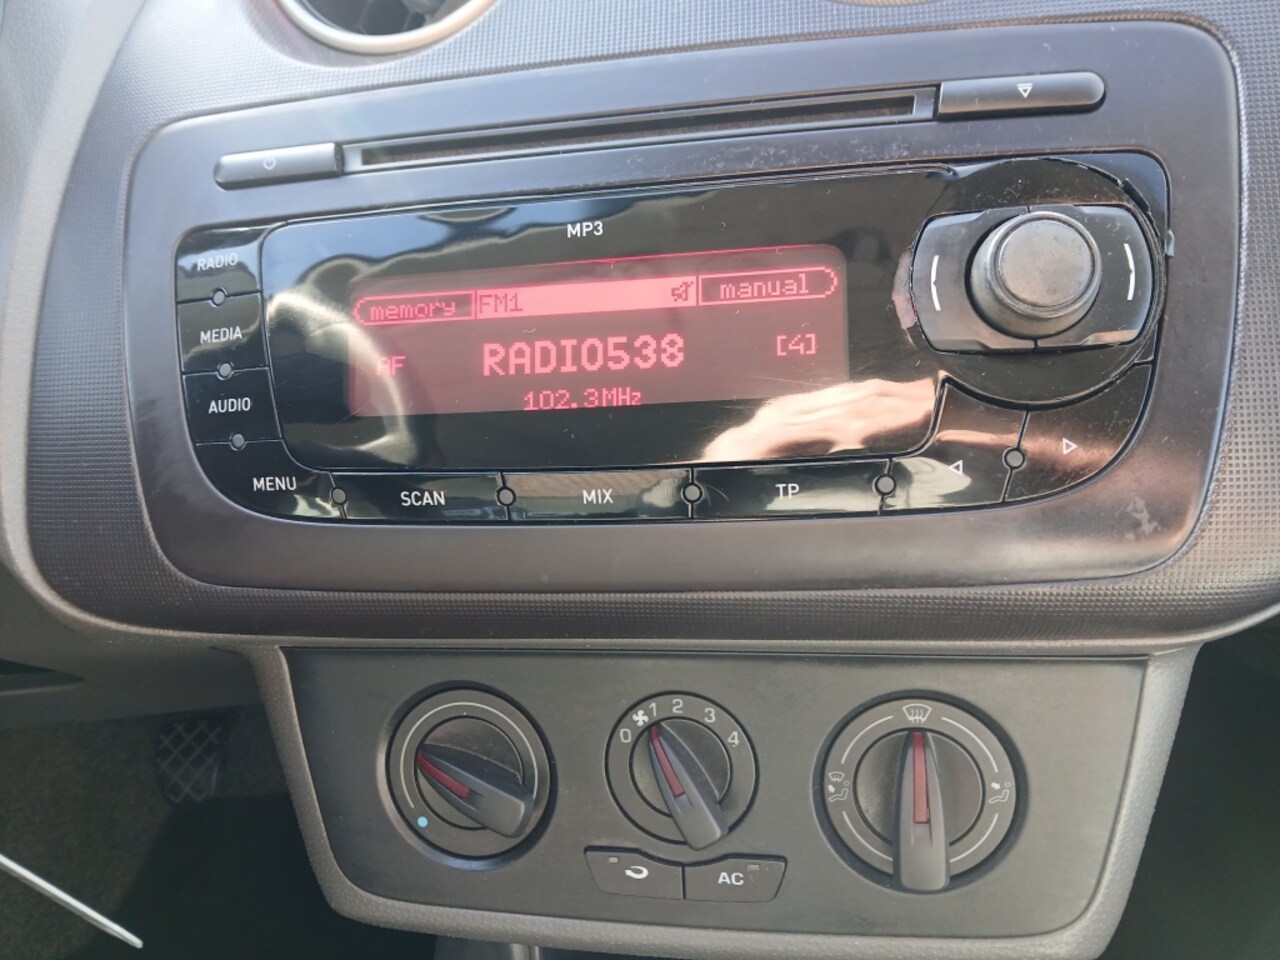 MP3
RADIO
MEDIA
AUDIO
MENU
memory FM1 manual
AF RADIO538 [4]
102.3MHz
SCAN MIX TP
0 1 2 3 4
AC